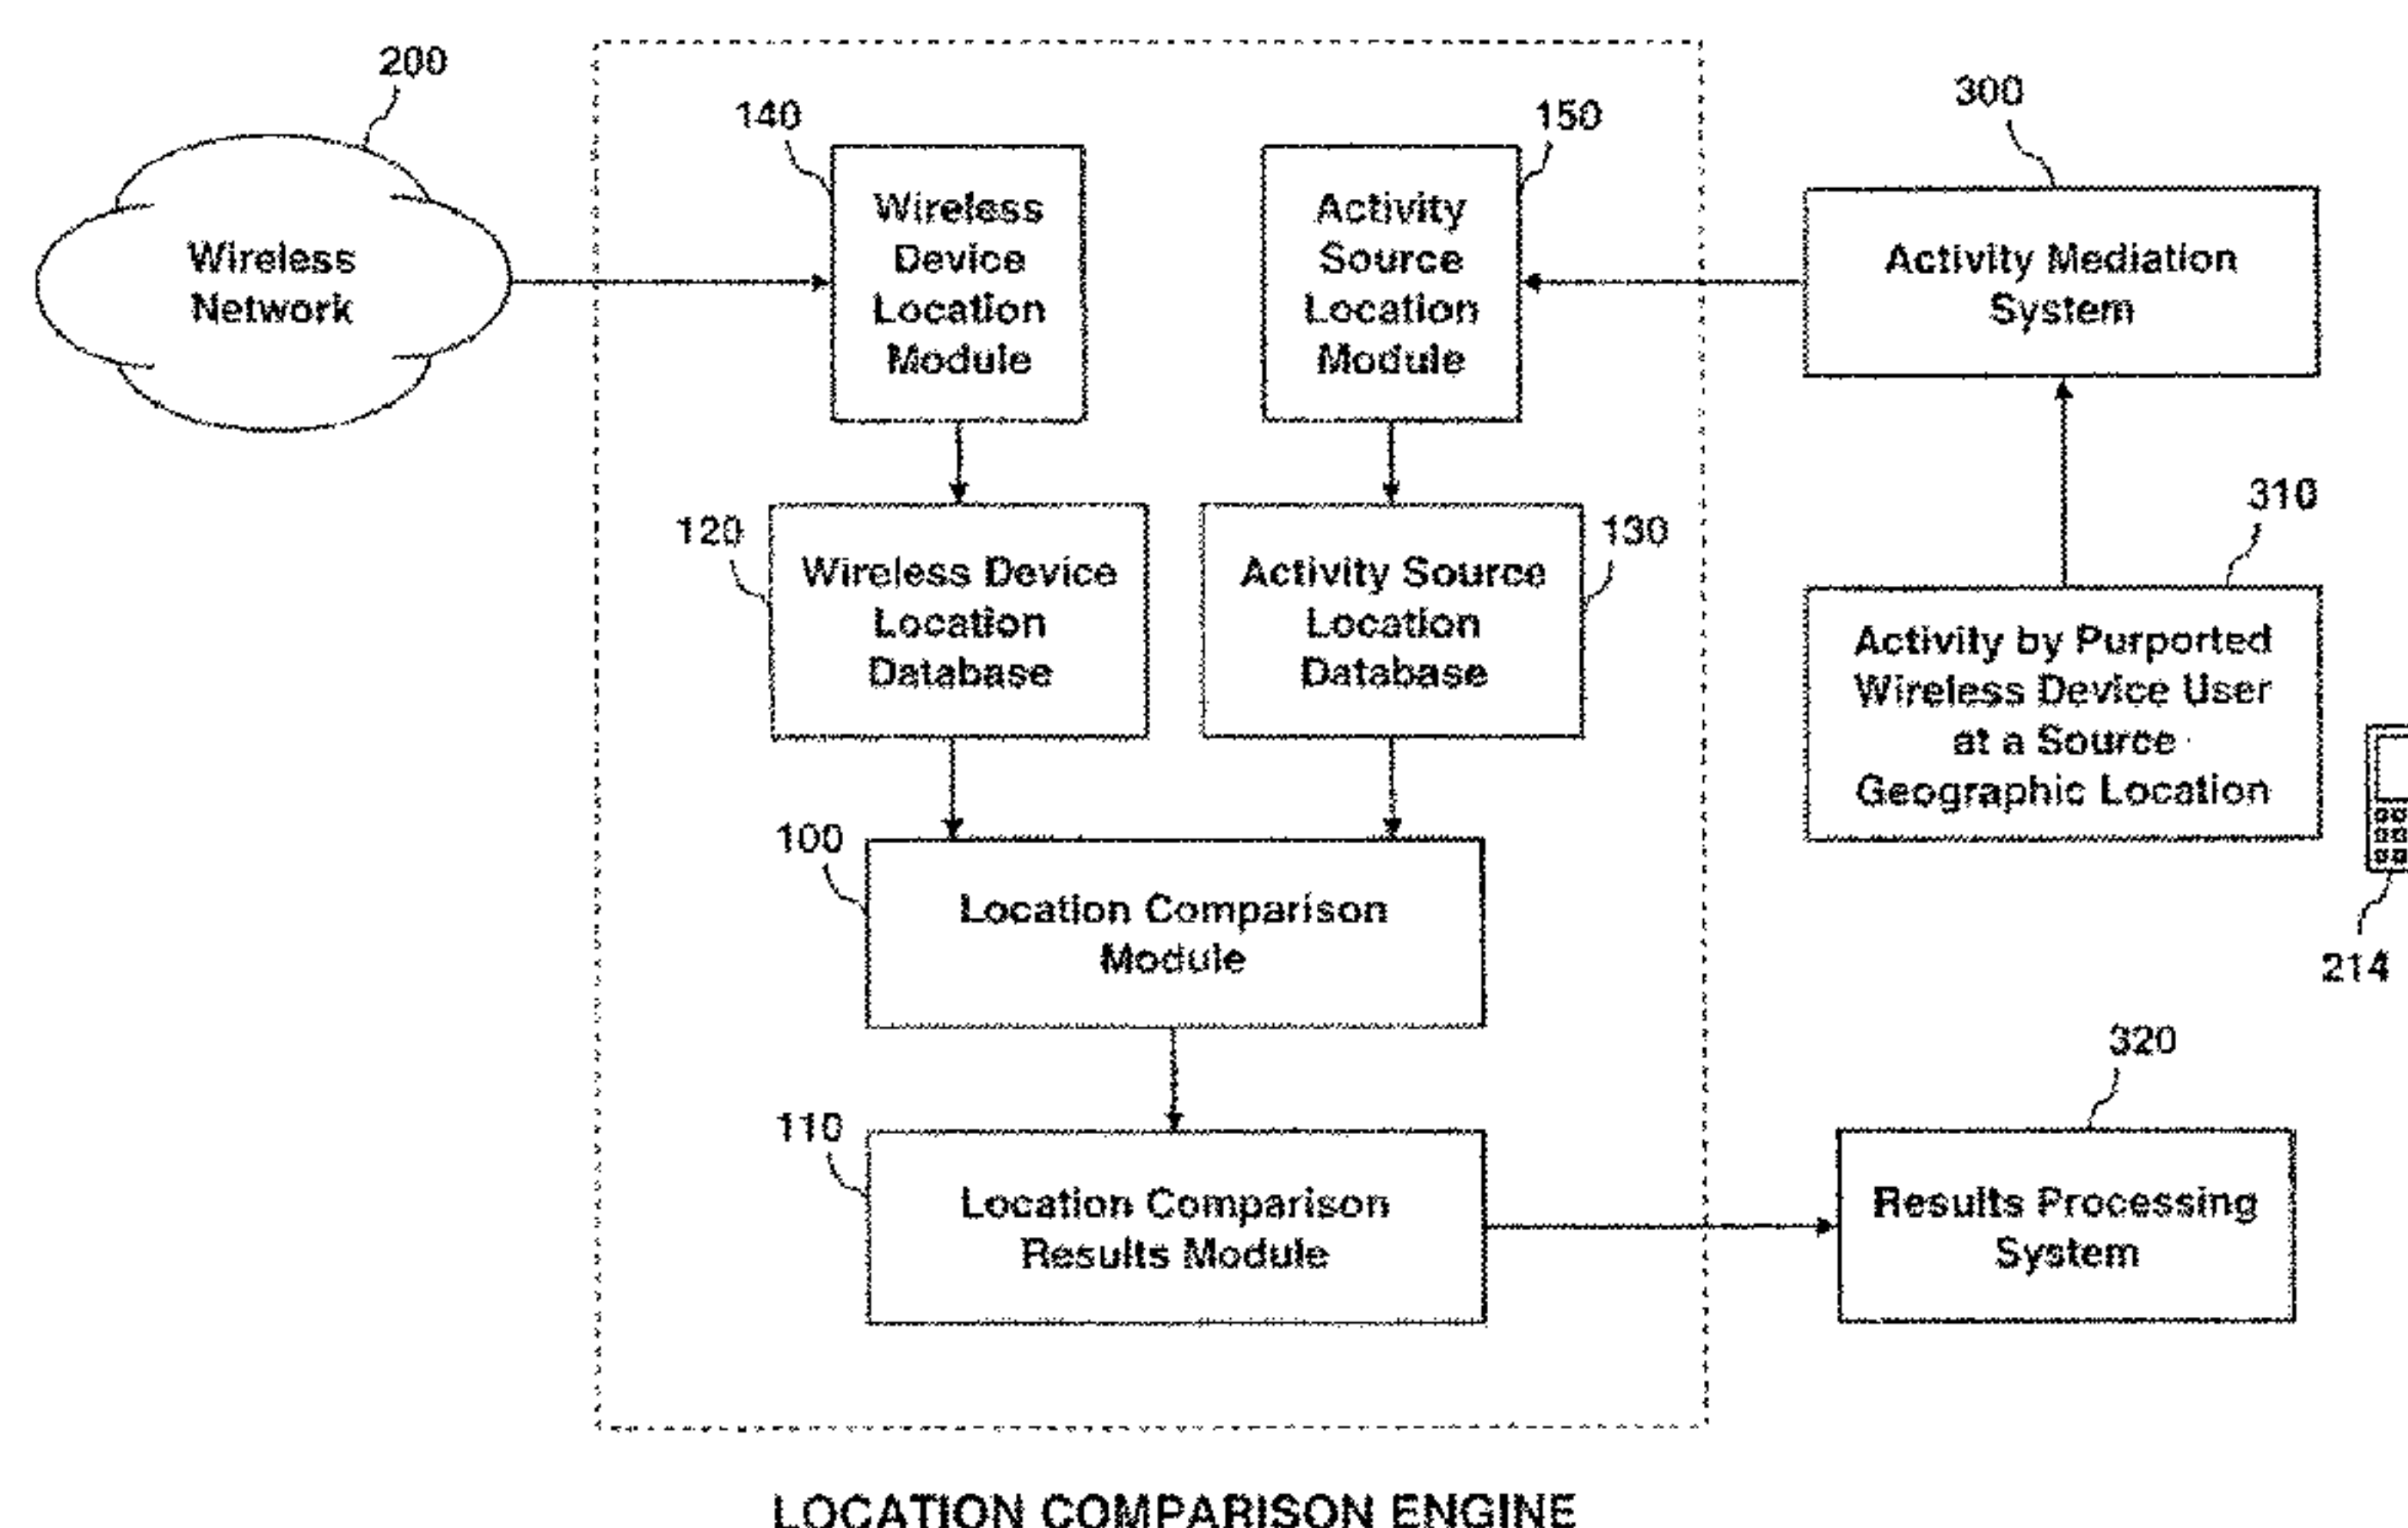 200
Wireless
Network
140
Wireless
Device
Location
Module
150
Activity
Source
Location
Module
300
Activity Mediation
System
120
Wireless Device
Location
Database
130
Activity Source
Location
Database
310
Activity by Purported
Wireless Device User
at a Source
Geographic Location
214
100
Location Comparison
Module
110
Location Comparison
Results Module
320
Results Processing
System
LOCATION COMPARISON ENGINE